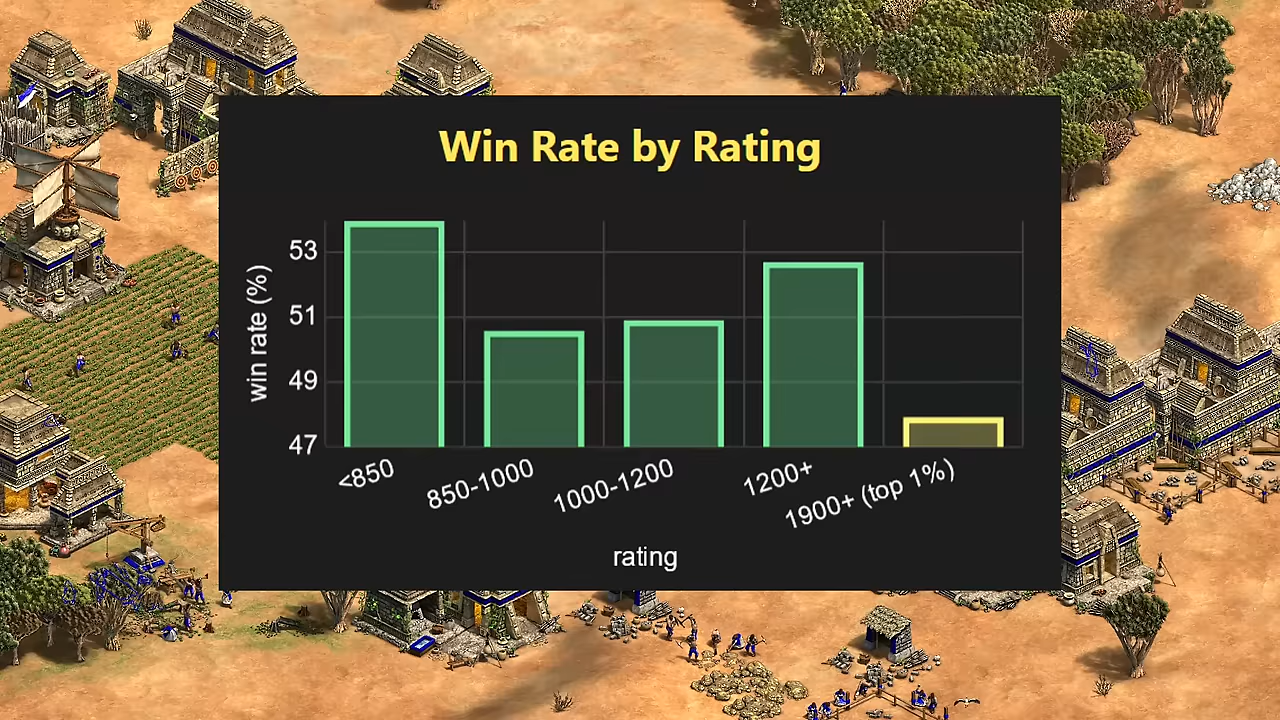 Win Rate by Rating
win rate (%)
53
51
49
47
<850
850-1000
1000-1200
1200+
1900+ (top 1%)
rating